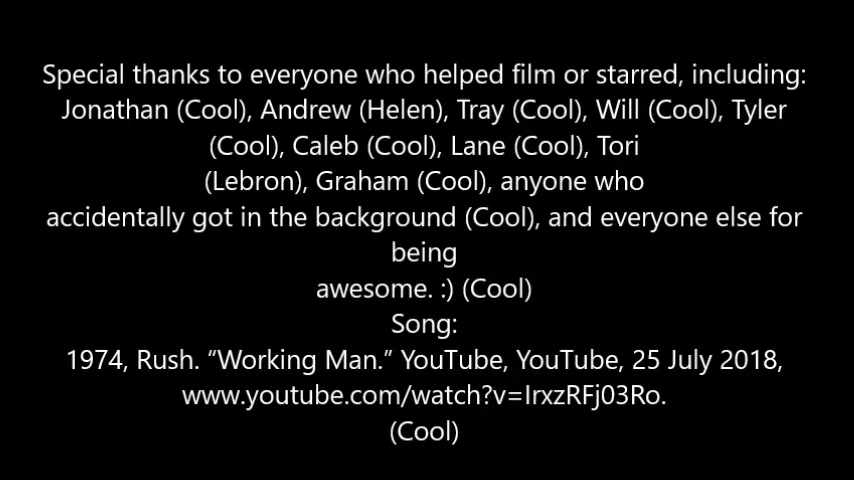 Special thanks to everyone who helped film or starred, including:
Jonathan (Cool), Andrew (Helen), Tray (Cool), Will (Cool), Tyler
(Cool), Caleb (Cool), Lane (Cool), Tori
(Lebron), Graham (Cool), anyone who
accidentally got in the background (Cool), and everyone else for
being
awesome. :) (Cool)
Song:
1974, Rush. “Working Man.” YouTube, YouTube, 25 July 2018,
www.youtube.com/watch?v=IrxzRFj03Ro.
(Cool)